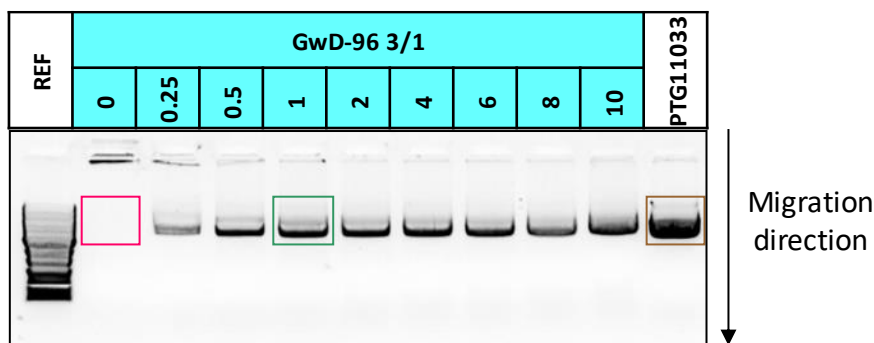 REF
GwD-96 3/1
0
0.25
0.5
1
2
4
6
8
10
PTG11033
Migration
direction